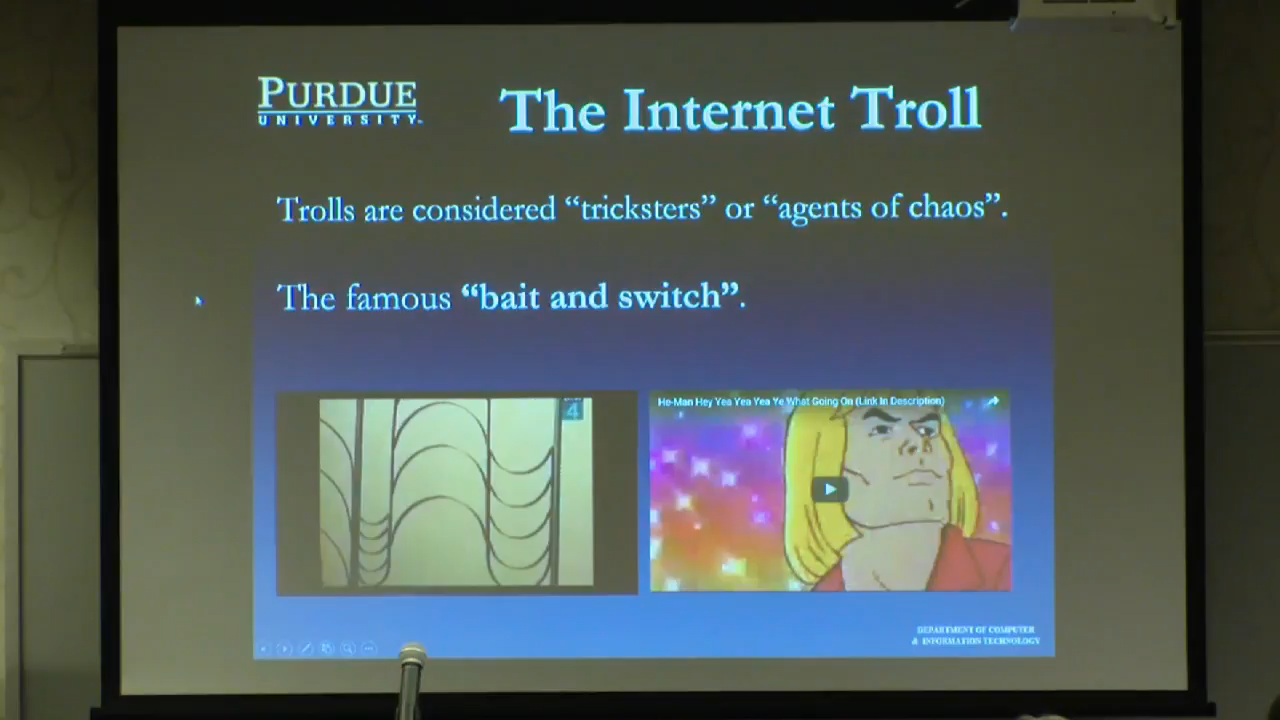 PURDUE
UNIVERSITY
The Internet Troll
Trolls are considered “tricksters” or “agents of chaos”.
The famous “bait and switch”.
4
He-Man Hey Yea Yea Yea Ye What Going On (Link In Description)
DEPARTMENT OF COMPUTER
& INFORMATION TECHNOLOGY